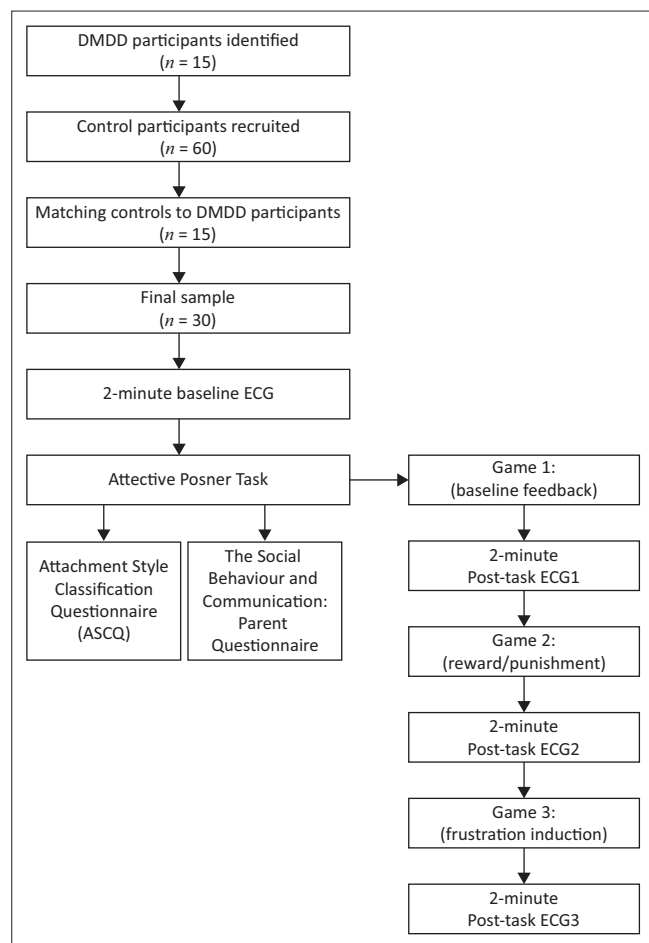 DMDD participants identified
(n = 15)
Control participants recruited
(n = 60)
Matching controls to DMDD participants
(n = 15)
Final sample
(n = 30)
2-minute baseline ECG
Attective Posner Task
Attachment Style
Classification
Questionnaire
(ASCQ)
The Social
Behaviour and
Communication:
Parent
Questionnaire
Game 1:
(baseline feedback)
2-minute
Post-task ECG1
Game 2:
(reward/punishment)
2-minute
Post-task ECG2
Game 3:
(frustration induction)
2-minute
Post-task ECG3